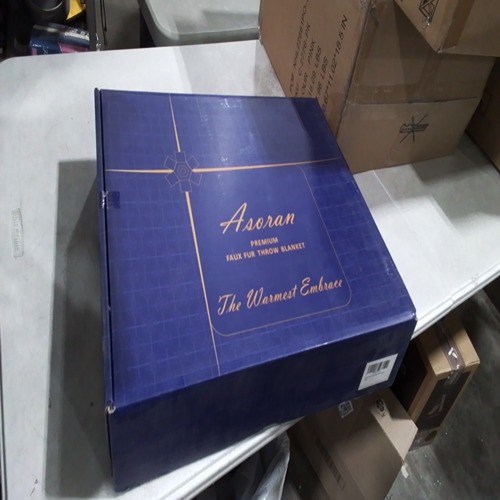 Asoran
PREMIUM
FAUX FUR THROW BLANKET
The Warmest Embrace